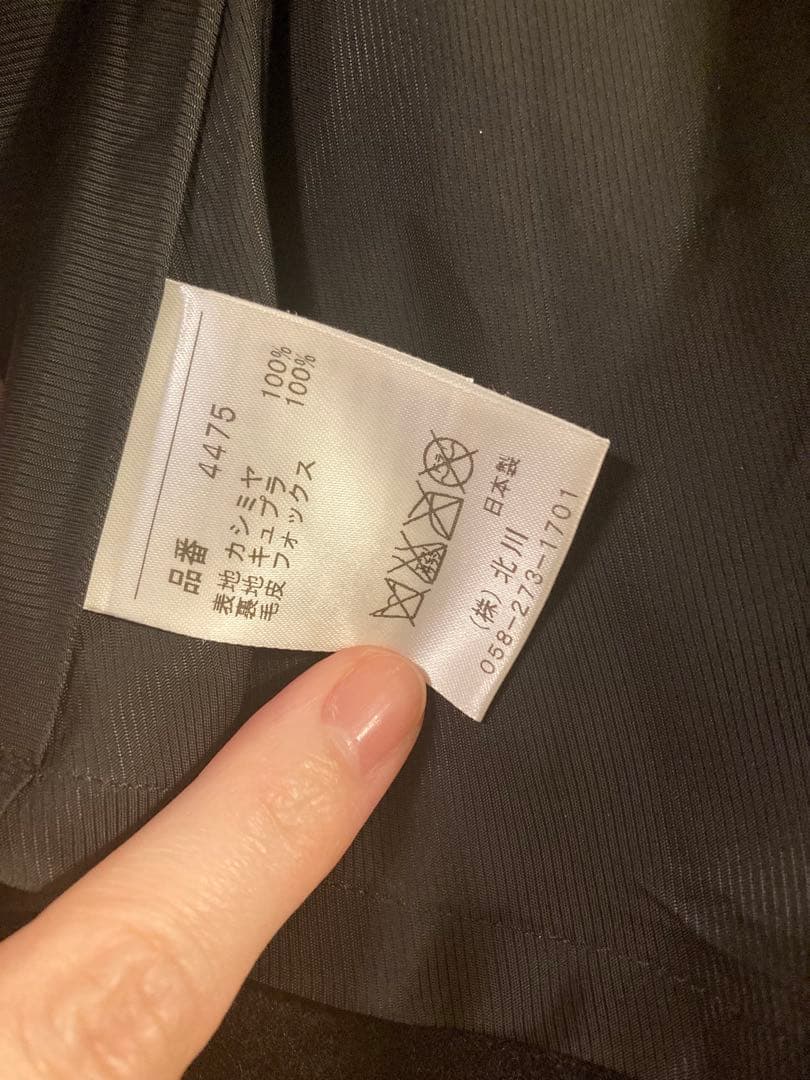 品番 4475
表地 カシミヤ 100%
裏地 キュプラ 100%
毛皮 フォックス
日本製
(株)北川
058-273-1701